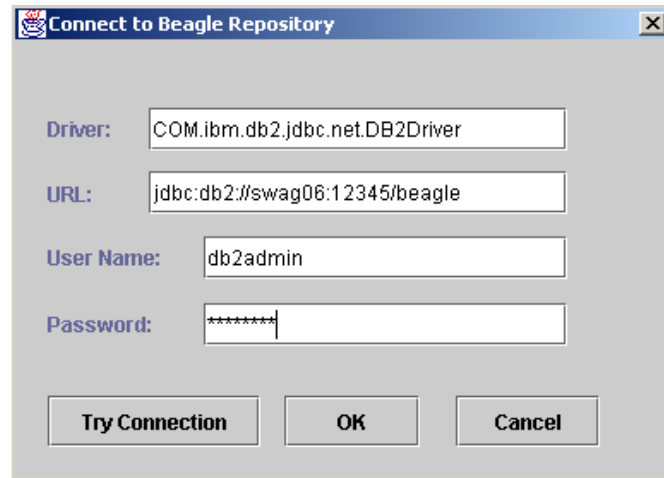 Connect to Beagle Repository
Driver: COM.ibm.db2.jdbc.net.DB2Driver
URL: jdbc:db2://swag06:12345/beagle
User Name: db2admin
Password: ********
Try Connection OK Cancel